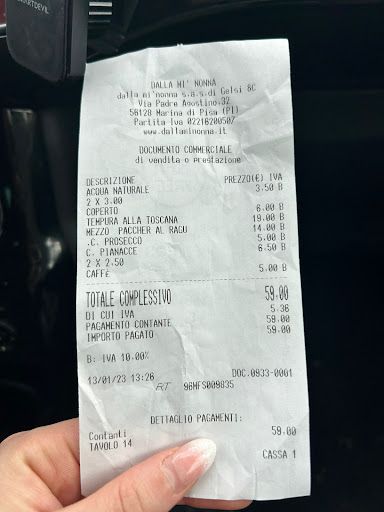 DALLA MI' NONNA
dalla mi'nonna s.a.s.di Gelsi &C
Via Padre Agostino,32
56128 Marina di Pisa (PI)
Partita Iva 02216200507
www.dallaminonna.it
DOCUMENTO COMMERCIALE
di vendita o prestazione
DESCRIZIONE PREZZO(€) IVA
ACQUA NATURALE 3.50 B
2 X 3.00
COPERTO 6.00 B
TEMPURA ALLA TOSCANA 19.00 B
MEZZO PACCHER AL RAGU 14.00 B
.C. PROSECCO 5.00 B
C. PIANACCE 6.50 B
2 X 2.50
CAFFÈ 5.00 B
TOTALE COMPLESSIVO 59.00
DI CUI IVA 5.36
PAGAMENTO CONTANTE 59.00
IMPORTO PAGATO 59.00
B: IVA 10.00%
13/01/23 13:26 DOC.0933-0001
RT 96MFS009835
DETTAGLIO PAGAMENTI:
Contanti 59.00
TAVOLO 14
CASSA 1